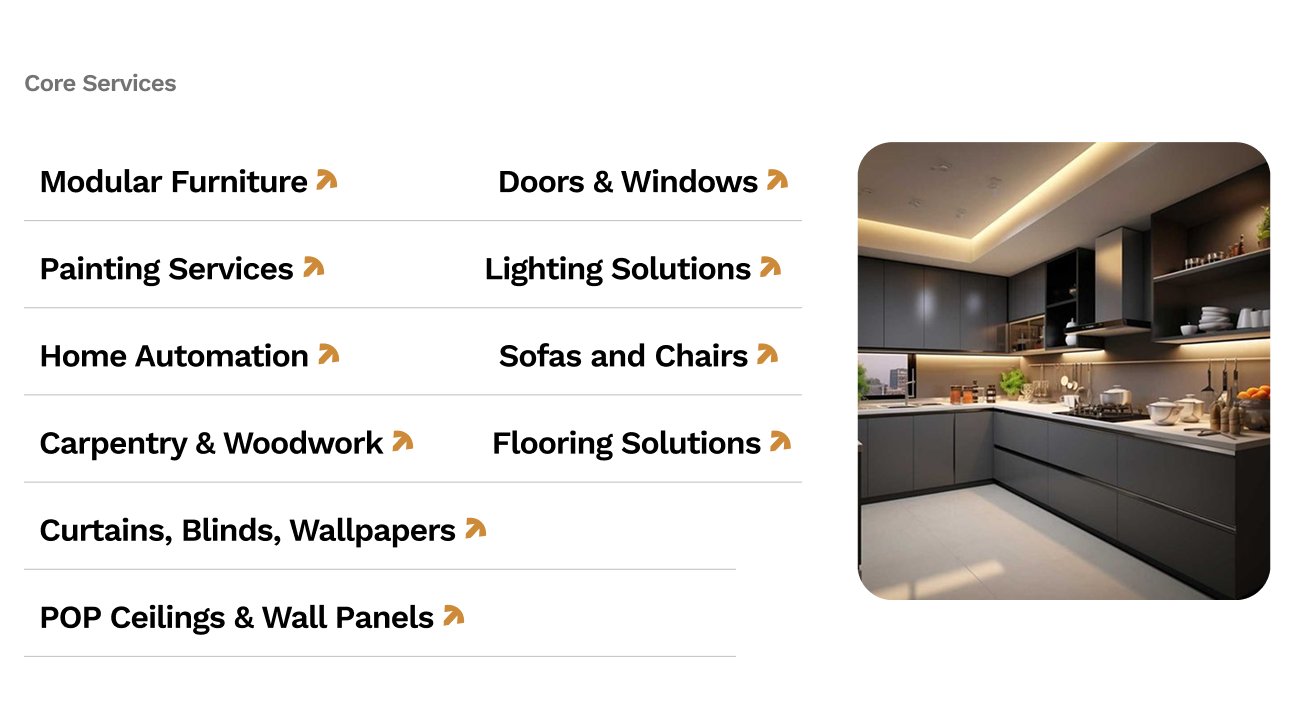 Core Services
Modular Furniture
Doors & Windows
Painting Services
Lighting Solutions
Home Automation
Sofas and Chairs
Carpentry & Woodwork
Flooring Solutions
Curtains, Blinds, Wallpapers
POP Ceilings & Wall Panels